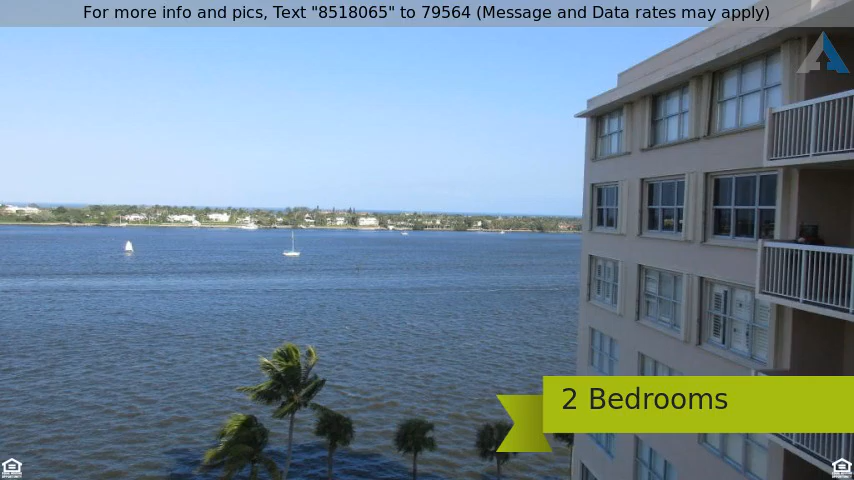 For more info and pics, Text "8518065" to 79564 (Message and Data rates may apply)
2 Bedrooms